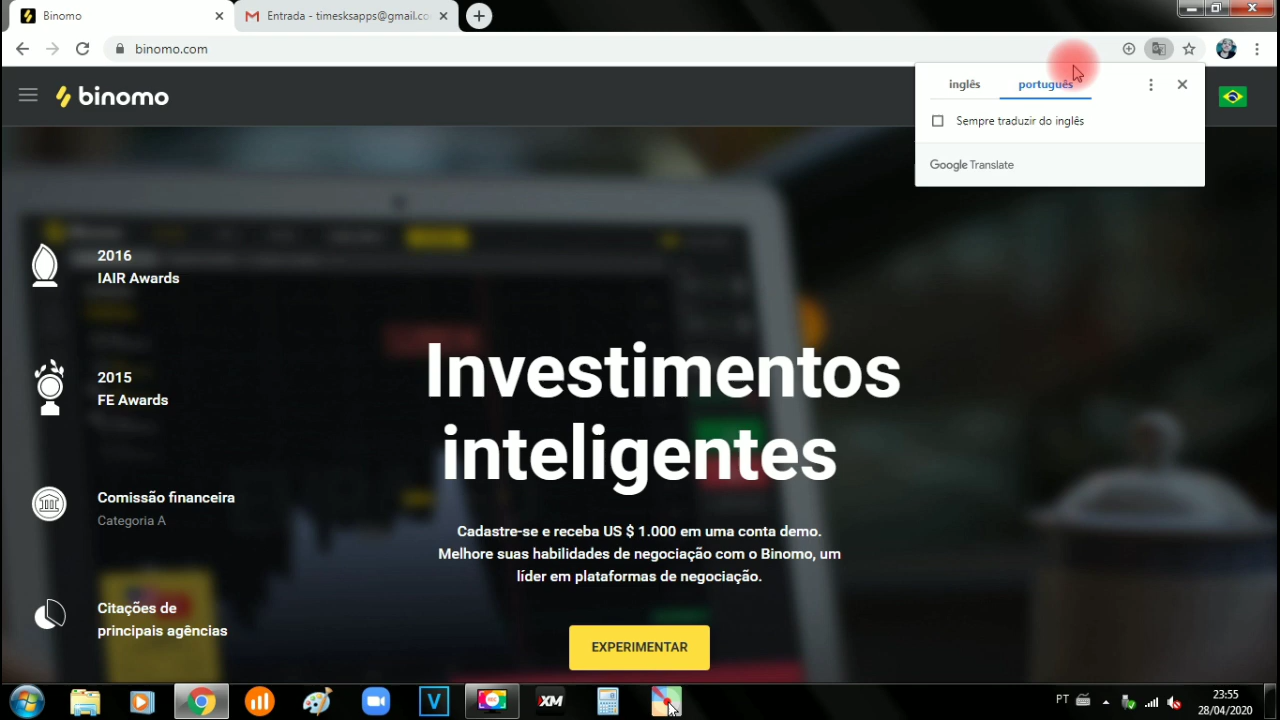 Binomo
Entrada - timesksapps@gmail.co
binomo.com
inglês
português
Sempre traduzir do inglês
Google Translate
binomo
2016
IAIR Awards
2015
FE Awards
Comissão financeira
Categoria A
Citações de
principais agências
Investimentos
inteligentes
Cadastre-se e receba US $ 1.000 em uma conta demo.
Melhore suas habilidades de negociação com o Binomo, um
líder em plataformas de negociação.
EXPERIMENTAR
V
XM
PT
23:55
28/04/2020